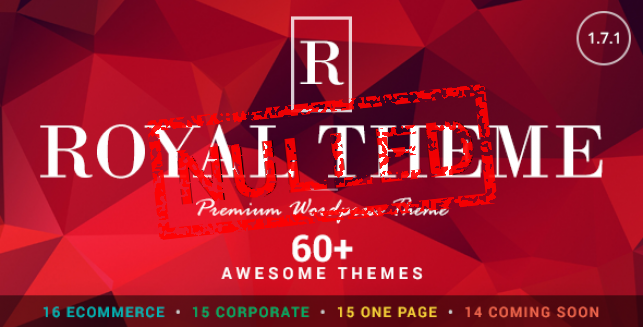 R
1.7.1
ROYAL THEME
NULLED
Premium Wordpress Theme
60+
AWESOME THEMES
16 ECOMMERCE • 15 CORPORATE • 15 ONE PAGE • 14 COMING SOON